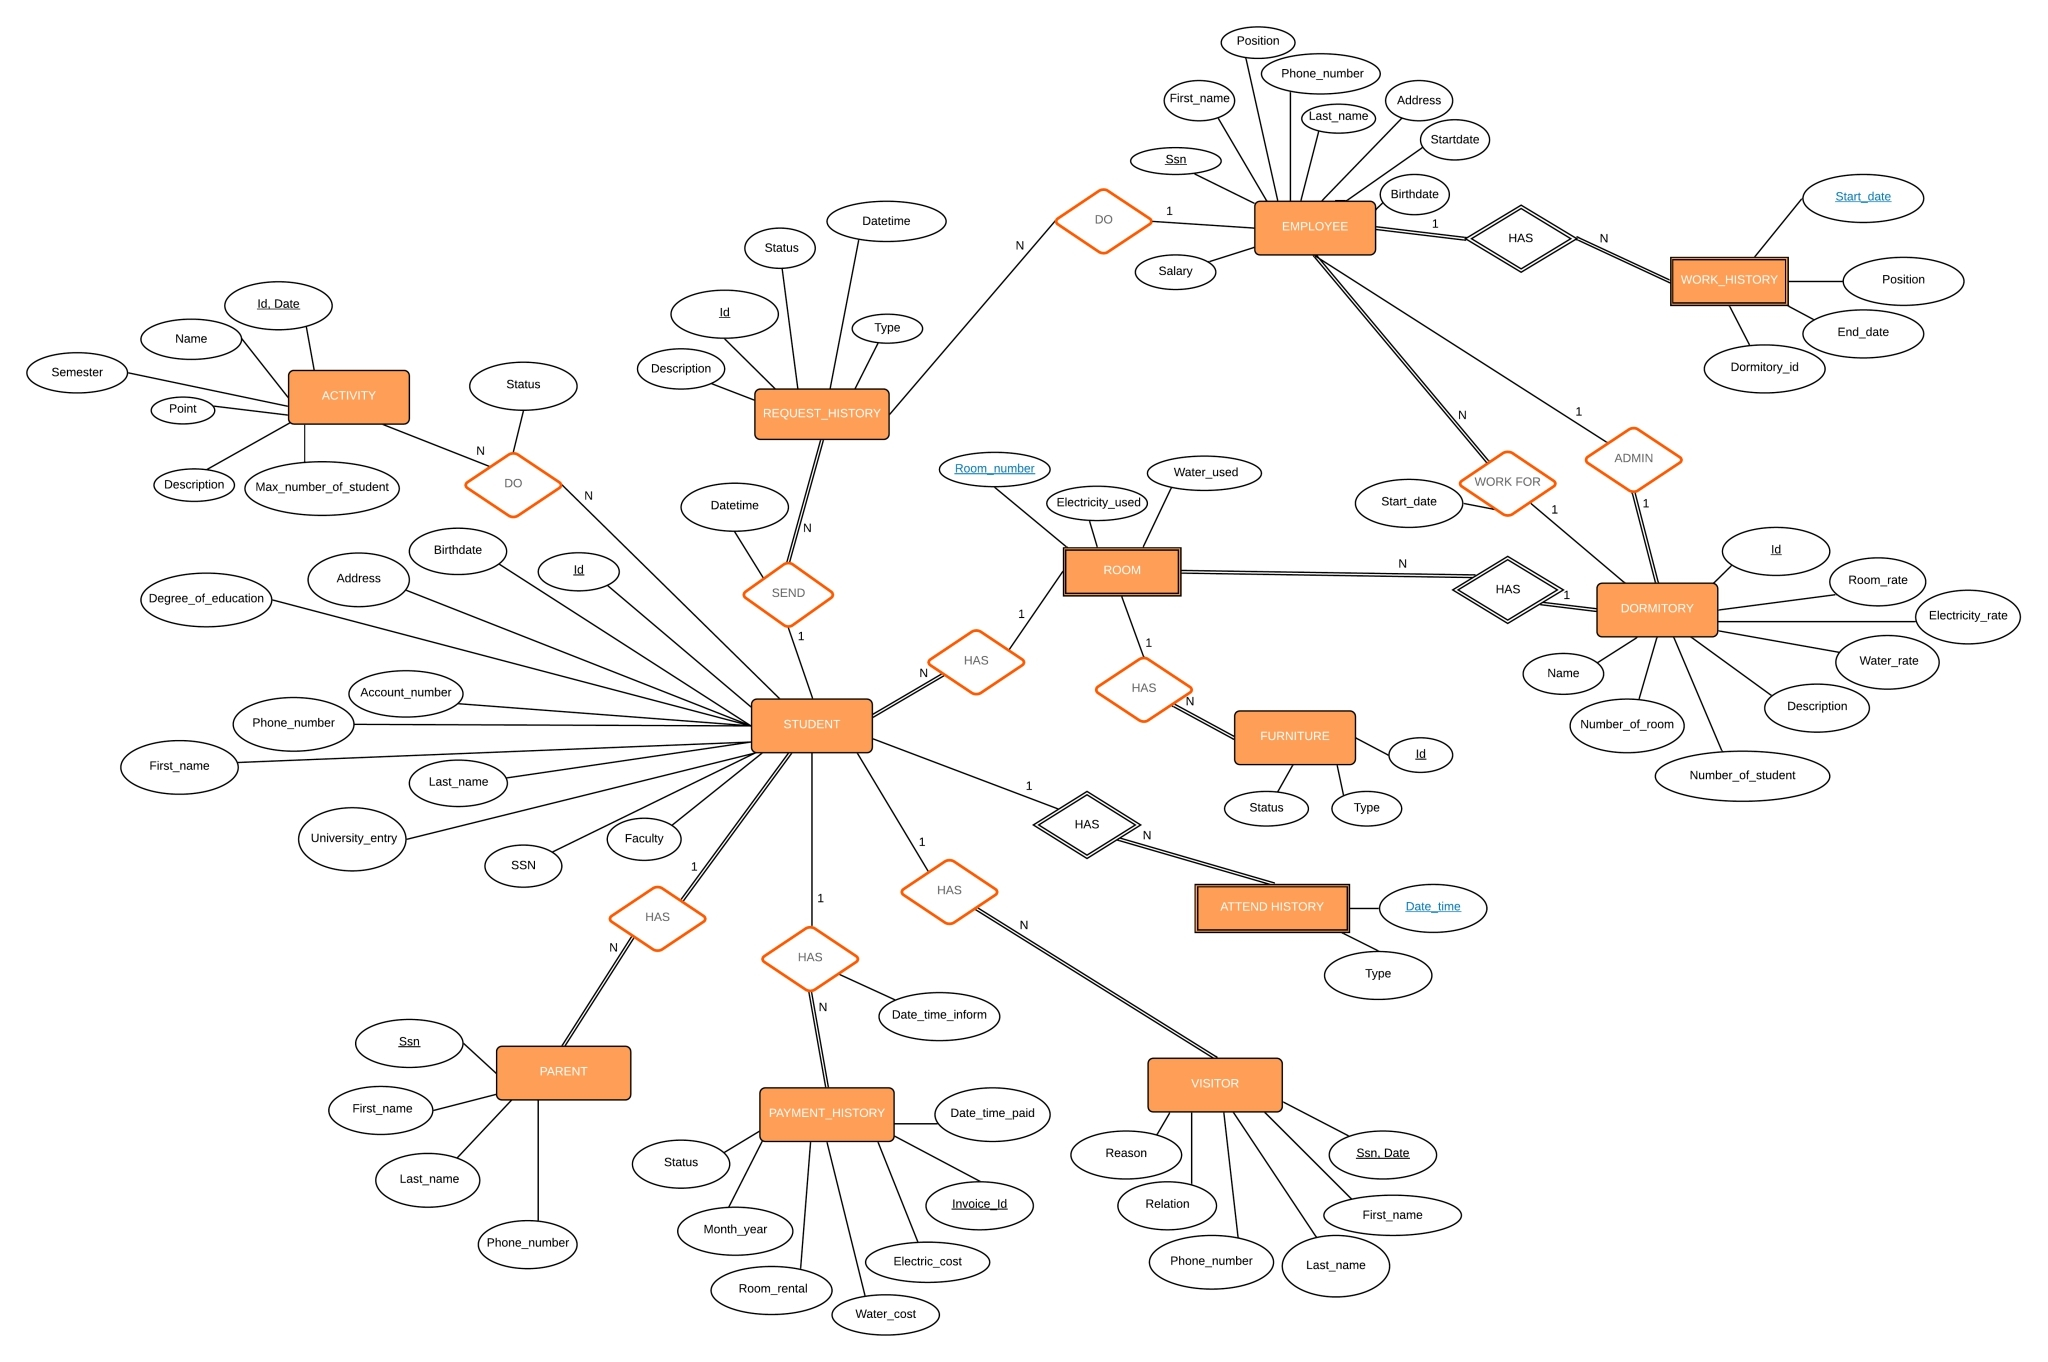 Position
Phone_number
First_name
Address
Last_name
Startdate
Ssn
Birthdate
Salary
EMPLOYEE
1
DO
N
1
HAS
N
Start_date
WORK_HISTORY
Position
End_date
Dormitory_id
Datetime
Status
Id
Type
Description
REQUEST_HISTORY
Id, Date
Name
Semester
Point
Description
Max_number_of_student
ACTIVITY
Status
N
DO
N
N
WORK FOR
1
Start_date
1
ADMIN
1
Datetime
N
SEND
1
Room_number
Electricity_used
Water_used
ROOM
N
HAS
1
DORMITORY
Id
Room_rate
Electricity_rate
Water_rate
Description
Name
Number_of_room
Number_of_student
1
HAS
N
1
HAS
N
FURNITURE
Id
Status
Type
Birthdate
Id
Address
Degree_of_education
Account_number
Phone_number
First_name
Last_name
University_entry
SSN
Faculty
STUDENT
1
HAS
N
ATTEND HISTORY
Date_time
Type
1
HAS
N
PARENT
Ssn
First_name
Last_name
Phone_number
1
HAS
N
Date_time_inform
PAYMENT_HISTORY
Date_time_paid
Status
Invoice_Id
Month_year
Electric_cost
Room_rental
Water_cost
1
HAS
N
VISITOR
Reason
Ssn, Date
Relation
First_name
Phone_number
Last_name